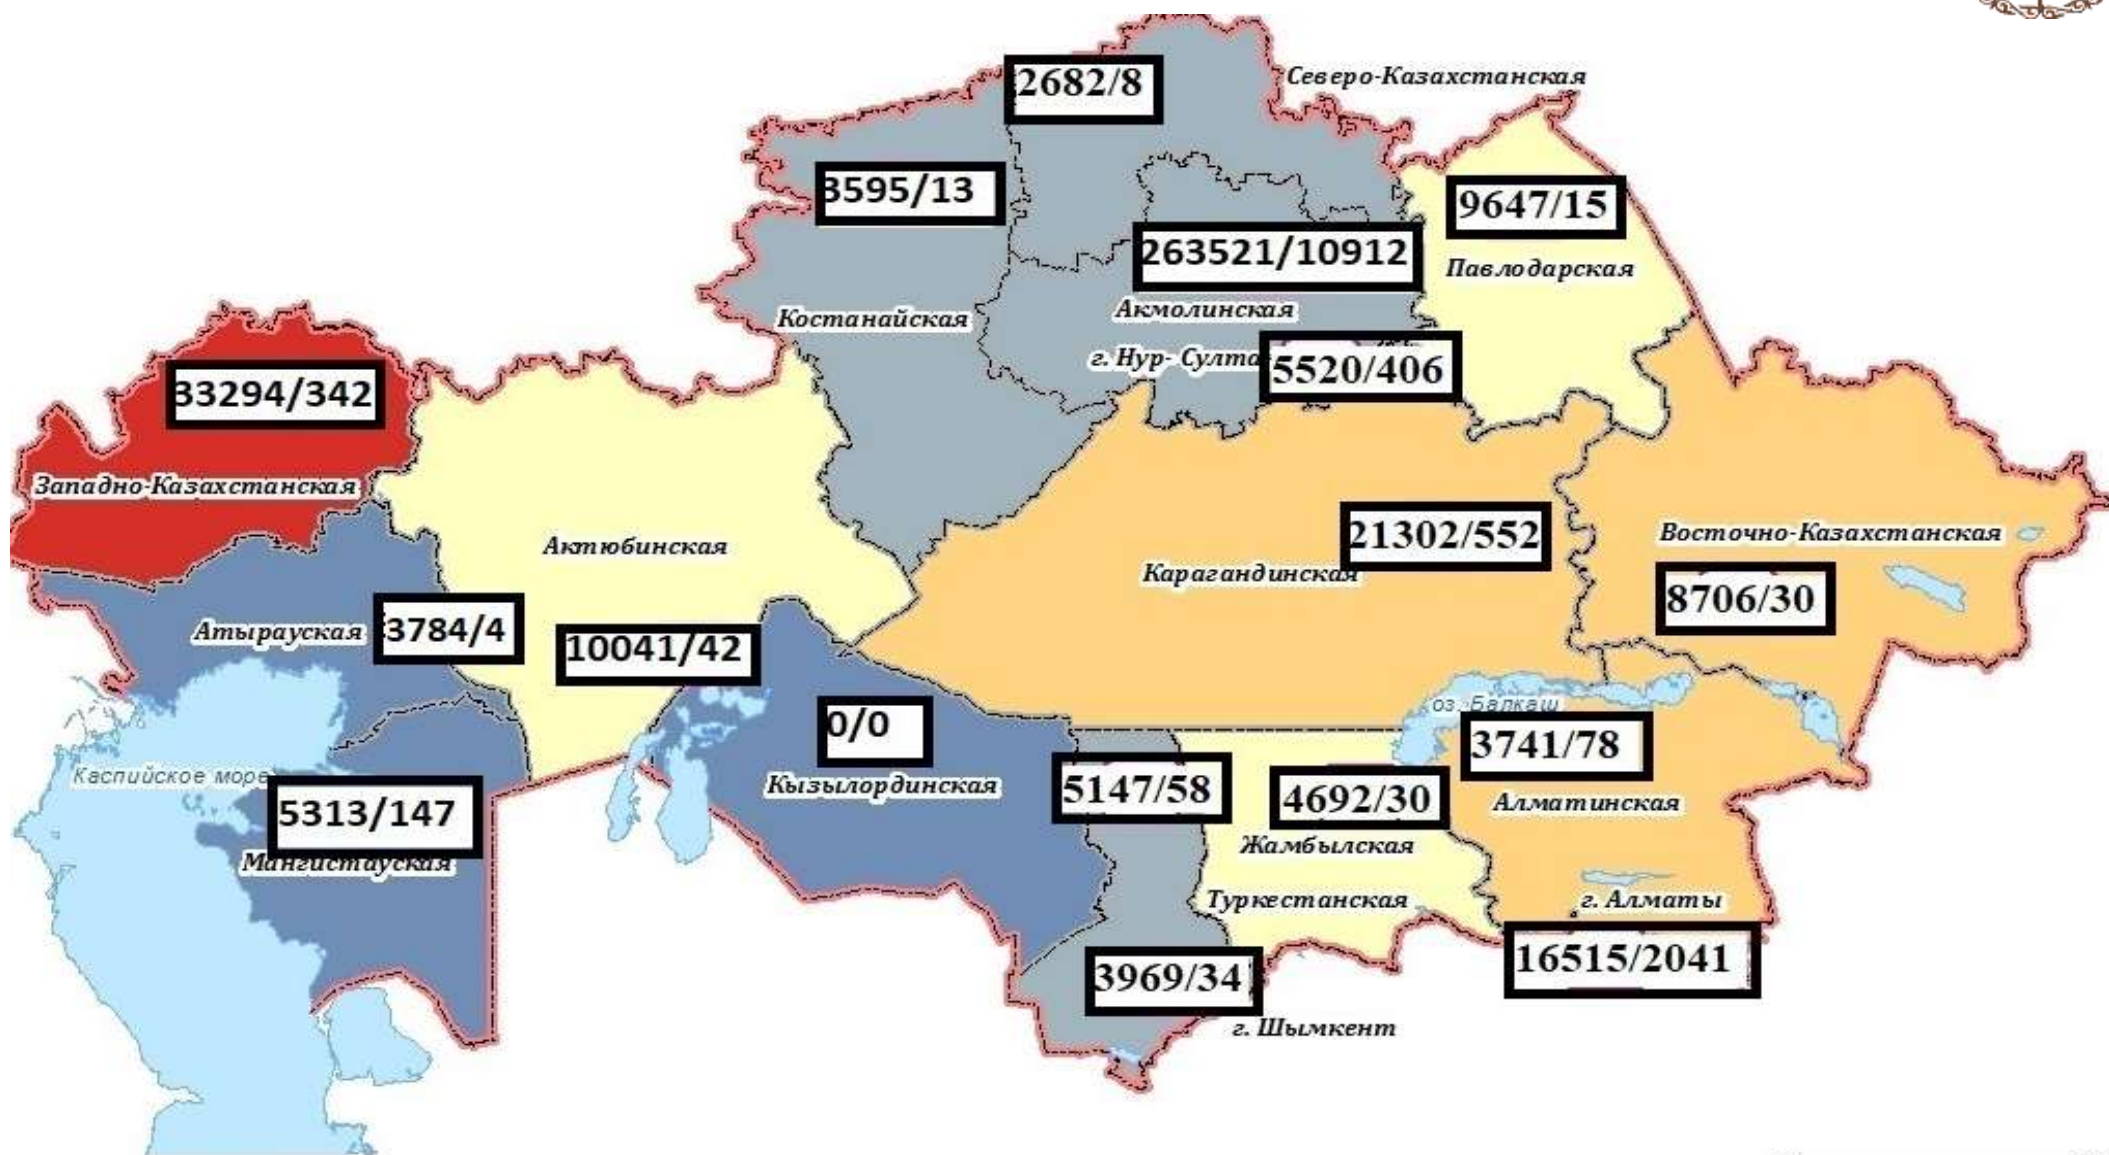 2682/8
Северо-Казахстанская
3595/13
9647/15
263521/10912
Павлодарская
Костанайская
Акмолинская
г. Нур- Султа
5520/406
33294/342
Западно-Казахстанская
21302/552
Восточно-Казахстанская
Актюбинская
Карагандинская
8706/30
Атырауская
3784/4
10041/42
0/0
оз. Балкаш
3741/78
Каспийское море
Кызылординская
5147/58
4692/30
Алматинская
5313/147
Мангистауская
Жамбылская
Туркестанская
г. Алматы
16515/2041
3969/34
г. Шымкент